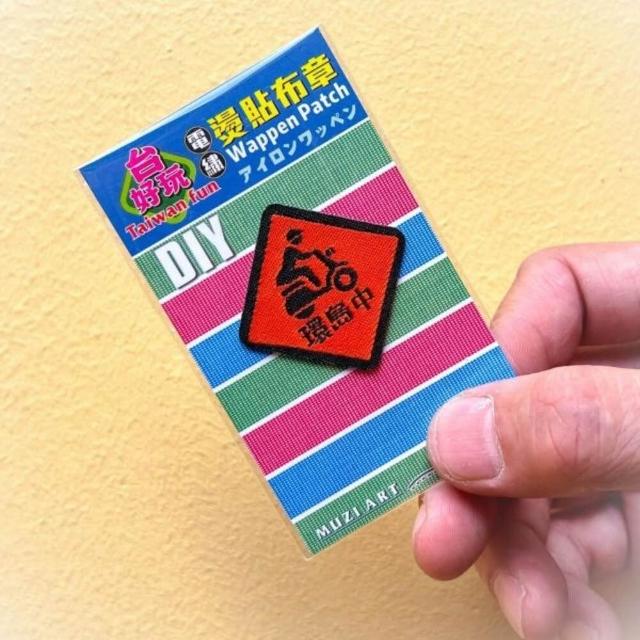 台
好玩
Taiwan fun
電繡
燙貼布章
Wappen Patch
アイロンワッペン
DIY
環島中
MUZI ART